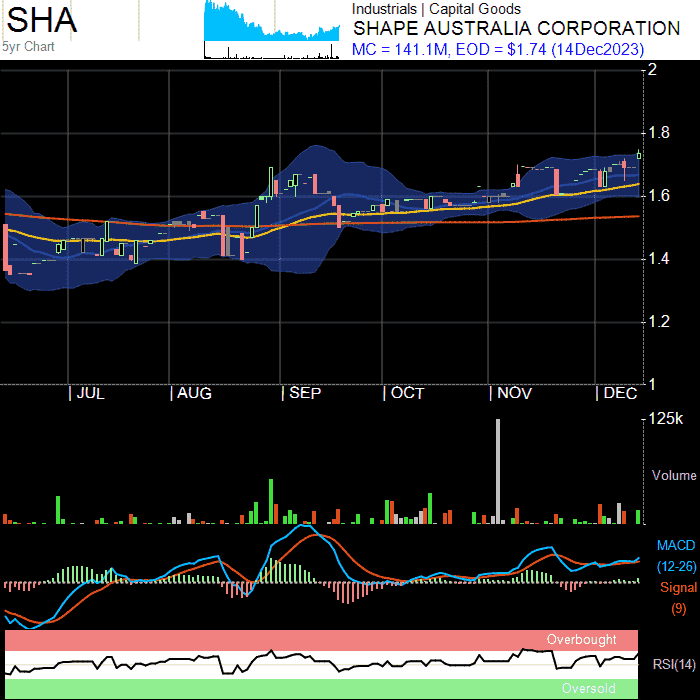 SHA
5yr Chart
Industrials | Capital Goods
SHAPE AUSTRALIA CORPORATION
MC = 141.1M, EOD = $1.74 (14Dec2023)
2
1.8
1.6
1.4
1.2
1
JUL AUG SEP OCT NOV DEC
125k
Volume
MACD
(12-26)
Signal
(9)
Overbought
RSI(14)
Oversold